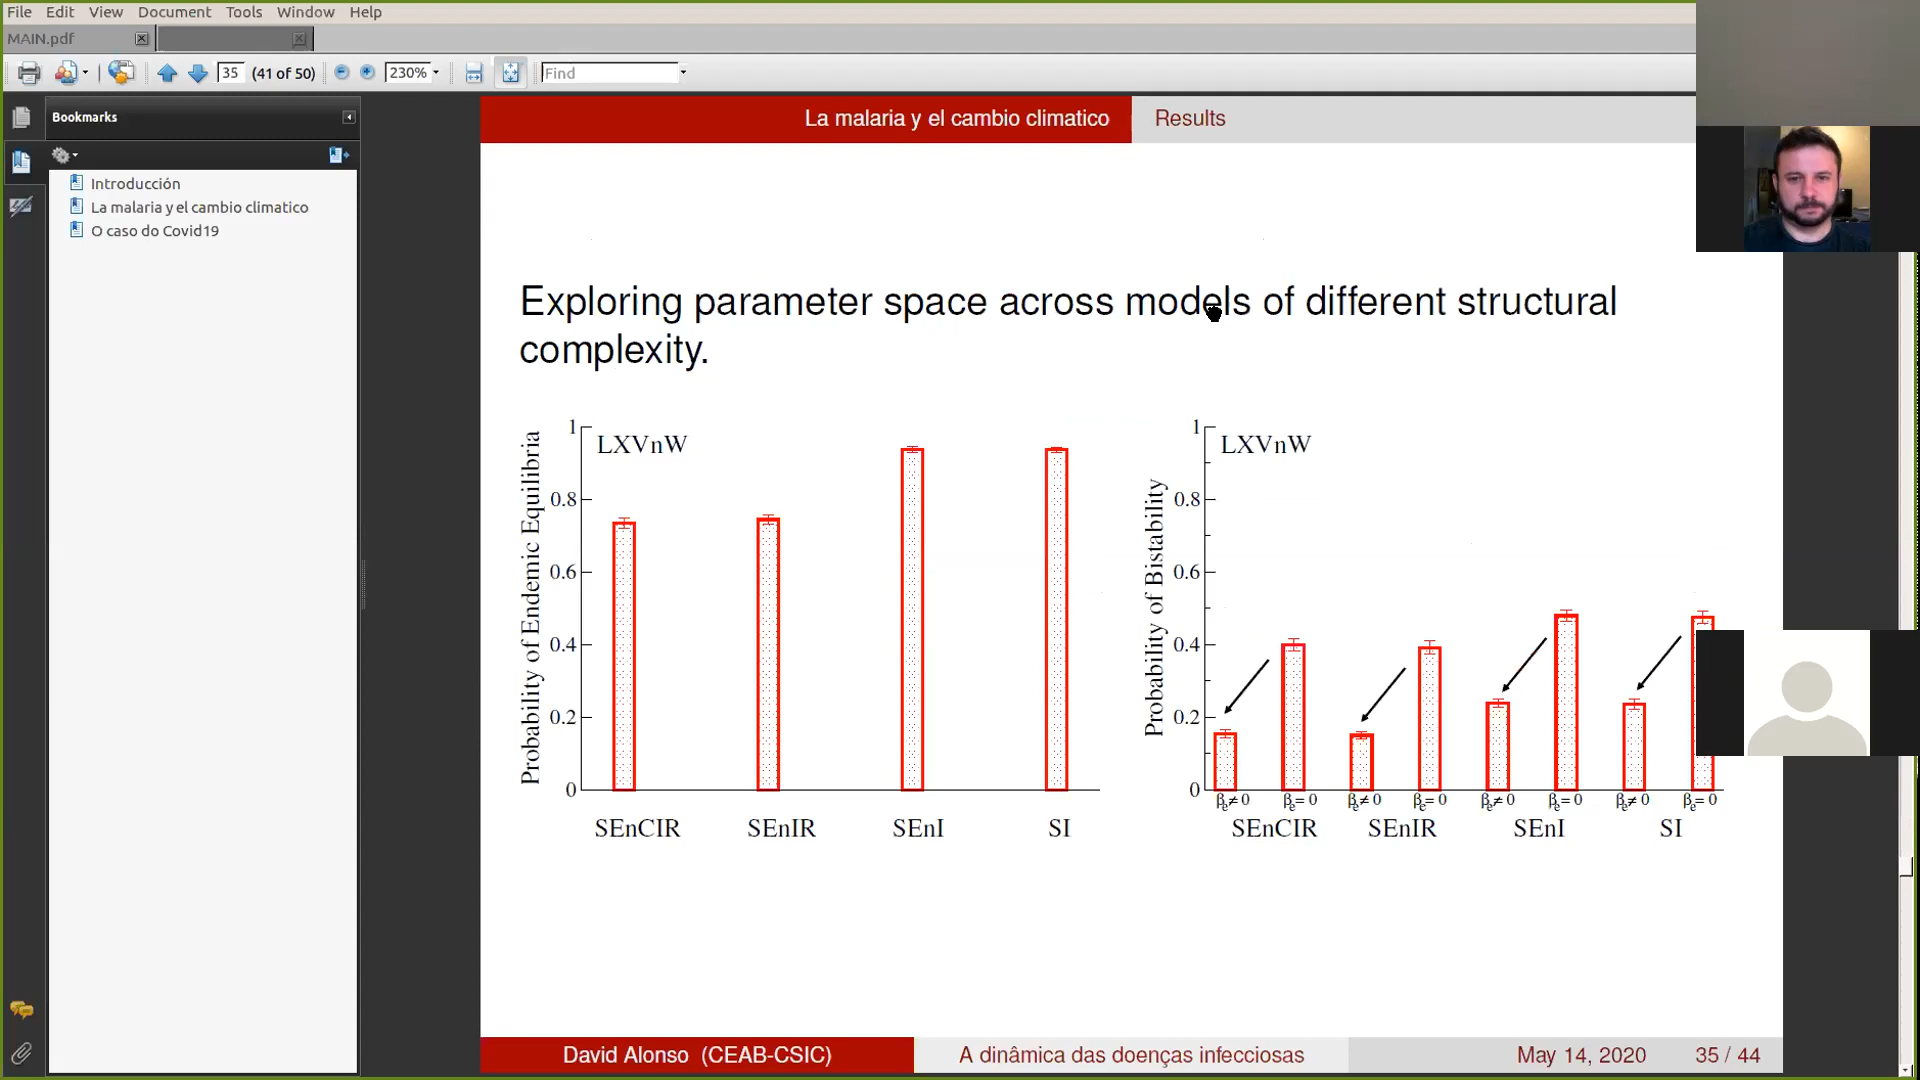 File Edit View Document Tools Window Help
MAIN.pdf
35 (41 of 50) 230% Find
Bookmarks
Introducción
La malaria y el cambio climatico
O caso do Covid19
La malaria y el cambio climatico Results
Exploring parameter space across models of different structural
complexity.
Probability of Endemic Equilibria
1
0.8
0.6
0.4
0.2
0
LXVnW
SEnCIR SEnIR SEnI SI
Probability of Bistability
1
0.8
0.6
0.4
0.2
0
LXVnW
βe≠ 0 βe= 0 βe≠ 0 βe= 0 βe≠ 0 βe= 0 βe≠ 0 βe= 0
SEnCIR SEnIR SEnI SI
David Alonso (CEAB-CSIC) A dinâmica das doenças infecciosas May 14, 2020 35 / 44